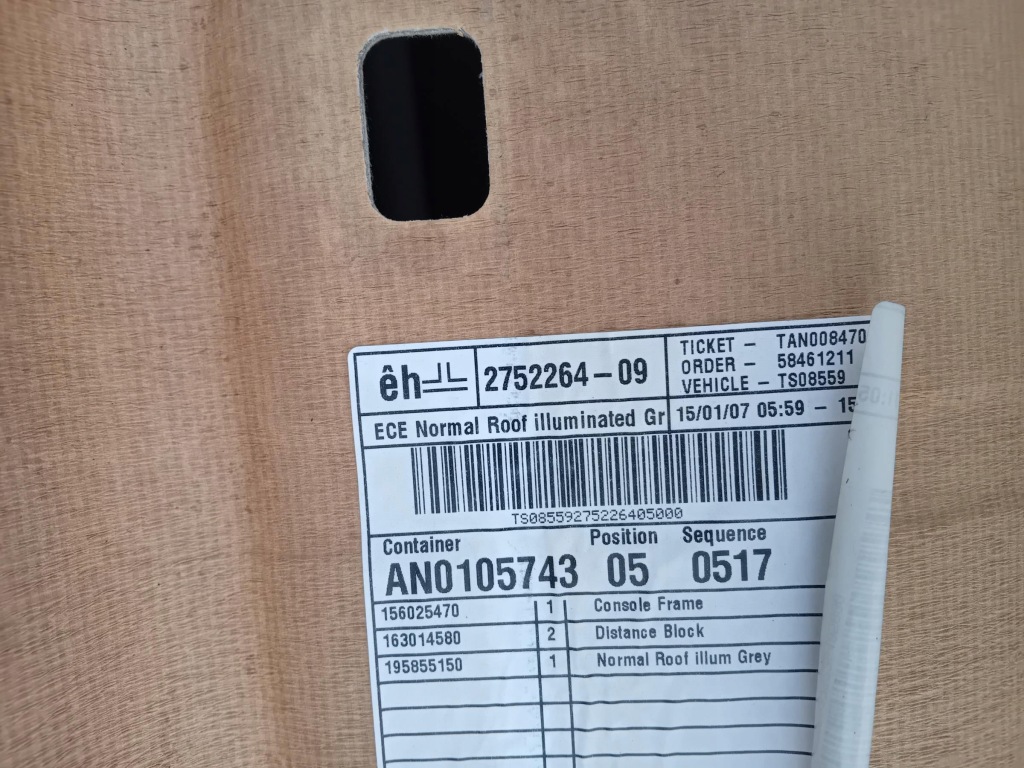 êh 2752264-09
TICKET - TAN008470
ORDER - 58461211
VEHICLE - TS08559
ECE Normal Roof illuminated Gr 15/01/07 05:59 - 15
TS08559275226405000
Container Position Sequence
AN0105743 05 0517
156025470 1 Console Frame
163014580 2 Distance Block
195855150 1 Normal Roof illum Grey